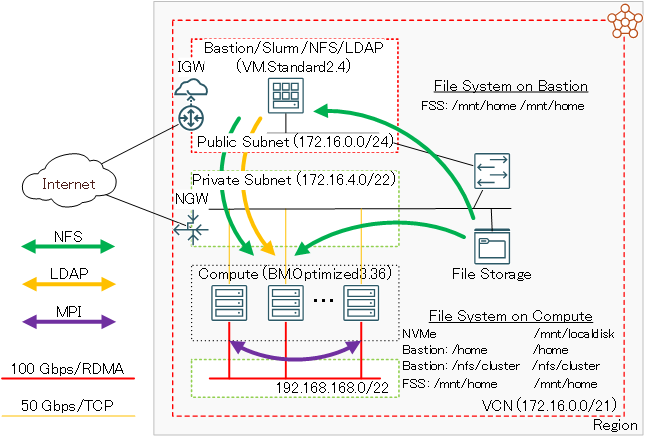 Bastion/Slurm/NFS/LDAP
(VM.Standard2.4)
IGW
File System on Bastion
FSS: /mnt/home /mnt/home
Public Subnet (172.16.0.0/24)
Internet
Private Subnet (172.16.4.0/22)
NGW
NFS
LDAP
MPI
100 Gbps/RDMA
50 Gbps/TCP
File Storage
Compute (BM.Optimized3.36)
...
File System on Compute
NVMe /mnt/localdisk
Bastion: /home /home
Bastion: /nfs/cluster /nfs/cluster
FSS: /mnt/home /mnt/home
192.168.168.0/22
VCN (172.16.0.0/21)
Region